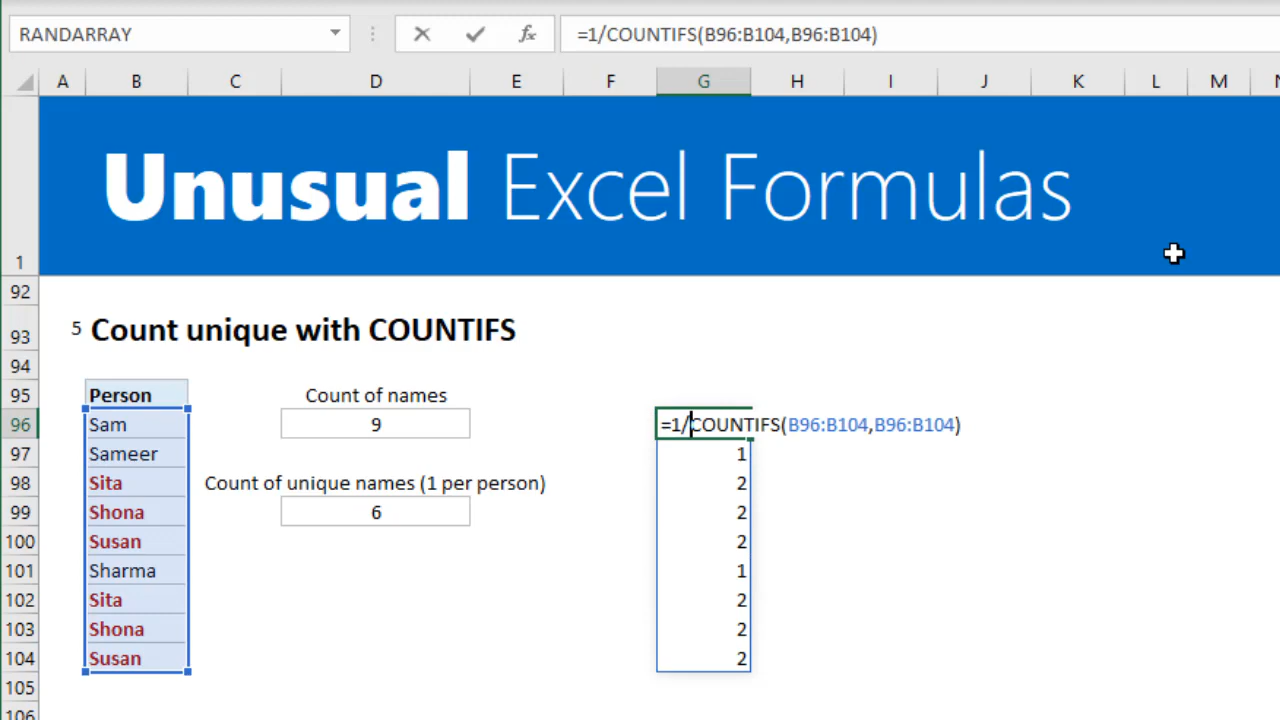 RANDARRAY
fx
=1/COUNTIFS(B96:B104,B96:B104)
A B C D E F G H I J K L M N
Unusual Excel Formulas
1
92
5 Count unique with COUNTIFS
93
94
95 Person Count of names
96 Sam 9 =1/COUNTIFS(B96:B104,B96:B104)
97 Sameer 1
98 Sita Count of unique names (1 per person) 2
99 Shona 6 2
100 Susan 2
101 Sharma 1
102 Sita 2
103 Shona 2
104 Susan 2
105
106